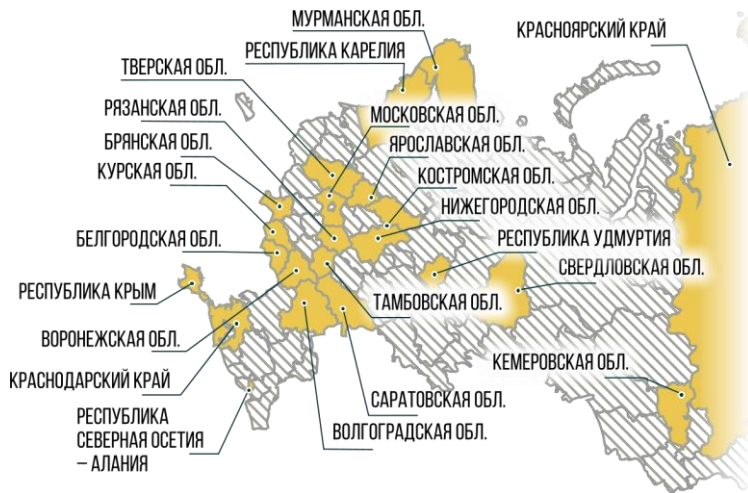 МУРМАНСКАЯ ОБЛ.
РЕСПУБЛИКА КАРЕЛИЯ
КРАСНОЯРСКИЙ КРАЙ
ТВЕРСКАЯ ОБЛ.
РЯЗАНСКАЯ ОБЛ.
МОСКОВСКАЯ ОБЛ.
БРЯНСКАЯ ОБЛ.
ЯРОСЛАВСКАЯ ОБЛ.
КУРСКАЯ ОБЛ.
КОСТРОМСКАЯ ОБЛ.
НИЖЕГОРОДСКАЯ ОБЛ.
БЕЛГОРОДСКАЯ ОБЛ.
РЕСПУБЛИКА УДМУРТИЯ
СВЕРДЛОВСКАЯ ОБЛ.
РЕСПУБЛИКА КРЫМ
ТАМБОВСКАЯ ОБЛ.
ВОРОНЕЖСКАЯ ОБЛ.
КЕМЕРОВСКАЯ ОБЛ.
КРАСНОДАРСКИЙ КРАЙ
САРАТОВСКАЯ ОБЛ.
РЕСПУБЛИКА
СЕВЕРНАЯ ОСЕТИЯ
– АЛАНИЯ
ВОЛГОГРАДСКАЯ ОБЛ.